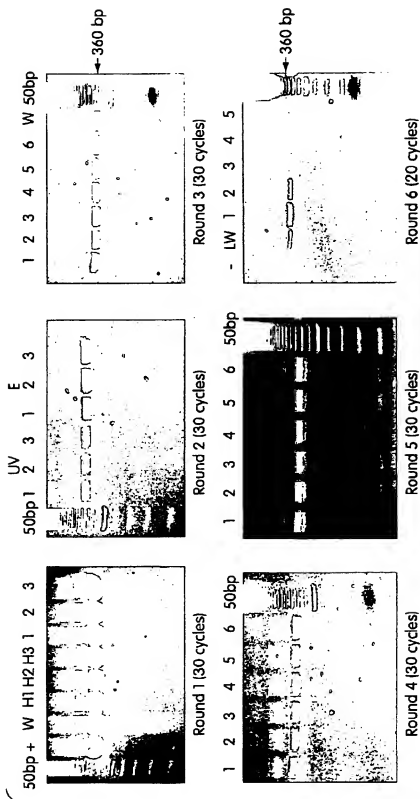 UV E
50bp + W H1 H2 H3 1 2 3
50bp 1 2 3 1 2 3
1 2 3 4 5 6 W 50bp
360 bp
Round 1 (30 cycles)
Round 2 (30 cycles)
Round 3 (30 cycles)
1 2 3 4 5 6 50bp
1 2 3 4 5 6 50bp
- LW 1 2 3 4 5
360 bp
Round 4 (30 cycles)
Round 5 (30 cycles)
Round 6 (20 cycles)